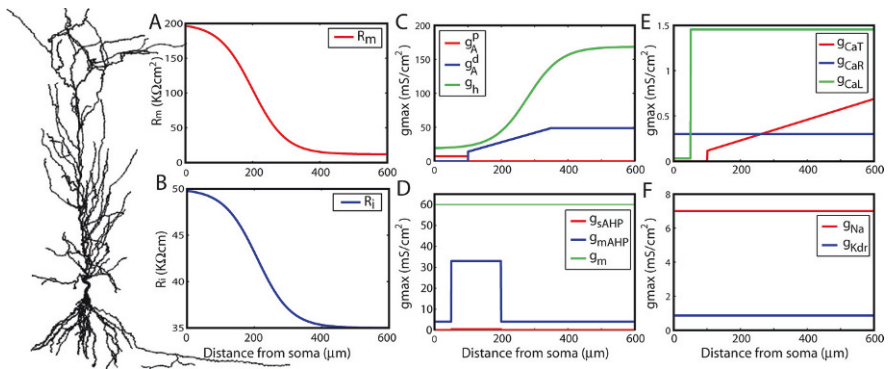 A
200
150
100
50
0
0
200
400
600
Rm (KΩcm²)
Rm
B
50
45
40
35
0
200
400
600
Ri (KΩcm)
Ri
Distance from soma (μm)
C
200
150
100
50
0
0
200
400
600
gmax (mS/cm²)
g_A^p
g_A^d
g_h
D
60
50
40
30
20
10
0
0
200
400
600
gmax (mS/cm²)
g_sAHP
g_mAHP
g_m
Distance from soma (μm)
E
1.5
1
0.5
0
0
200
400
600
gmax (mS/cm²)
g_CaT
g_CaR
g_CaL
F
8
6
4
2
0
0
200
400
600
gmax (mS/cm²)
g_Na
g_Kdr
Distance from soma (μm)